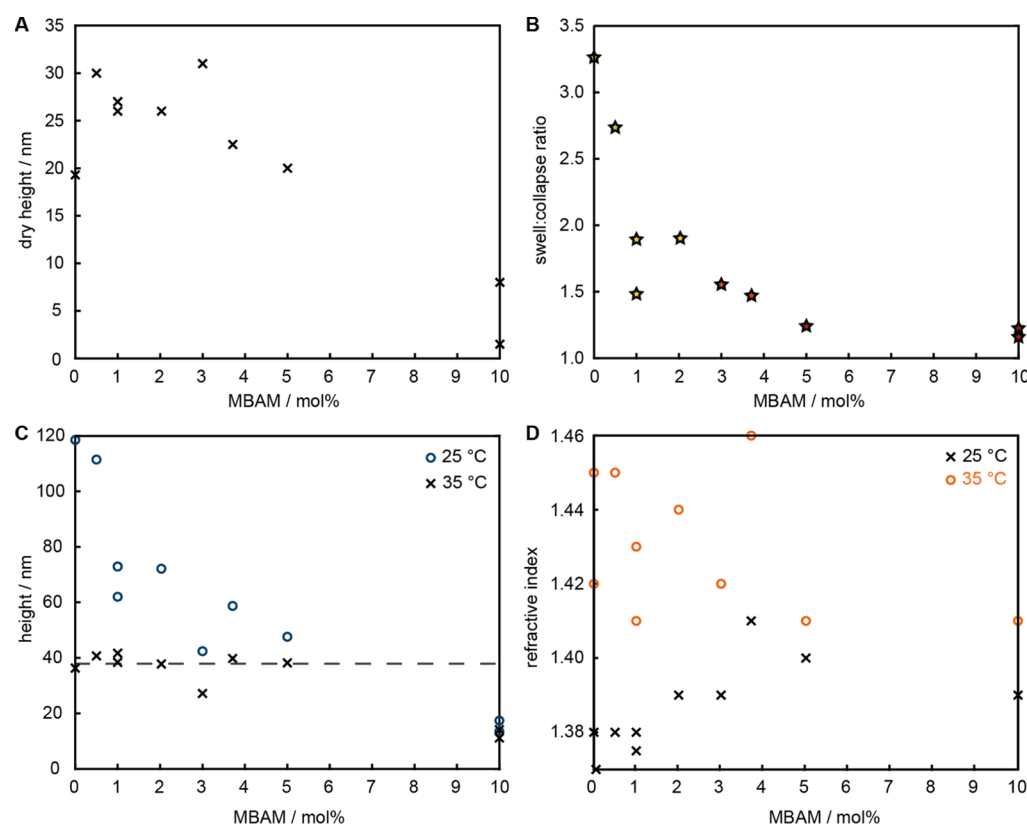 A
35
30
25
20
15
10
5
0
dry height / nm
0 1 2 3 4 5 6 7 8 9 10
MBAM / mol%
B
3.5
3.0
2.5
2.0
1.5
1.0
swell:collapse ratio
0 1 2 3 4 5 6 7 8 9 10
MBAM / mol%
C
120
100
80
60
40
20
0
height / nm
25 °C
35 °C
0 1 2 3 4 5 6 7 8 9 10
MBAM / mol%
D
1.46
1.44
1.42
1.40
1.38
refractive index
25 °C
35 °C
0 1 2 3 4 5 6 7 8 9 10
MBAM / mol%